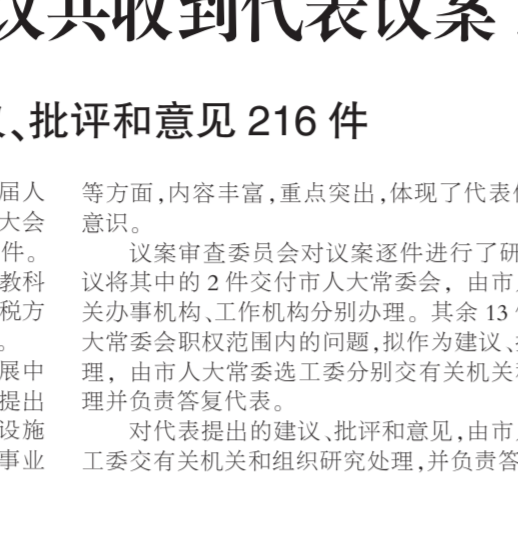 议共收到代表议案
、批评和意见 216 件
届人
大会
件。
教科
税方
。
展中
提出
设施
事业
等方面,内容丰富,重点突出,体现了代表
意识。
议案审查委员会对议案逐件进行了研
议将其中的 2 件交付市人大常委会，由市
关办事机构、工作机构分别办理。其余 13
大常委会职权范围内的问题,拟作为建议、
理，由市人大常委选工委分别交有关机关
理并负责答复代表。
对代表提出的建议、批评和意见,由市
工委交有关机关和组织研究处理,并负责答